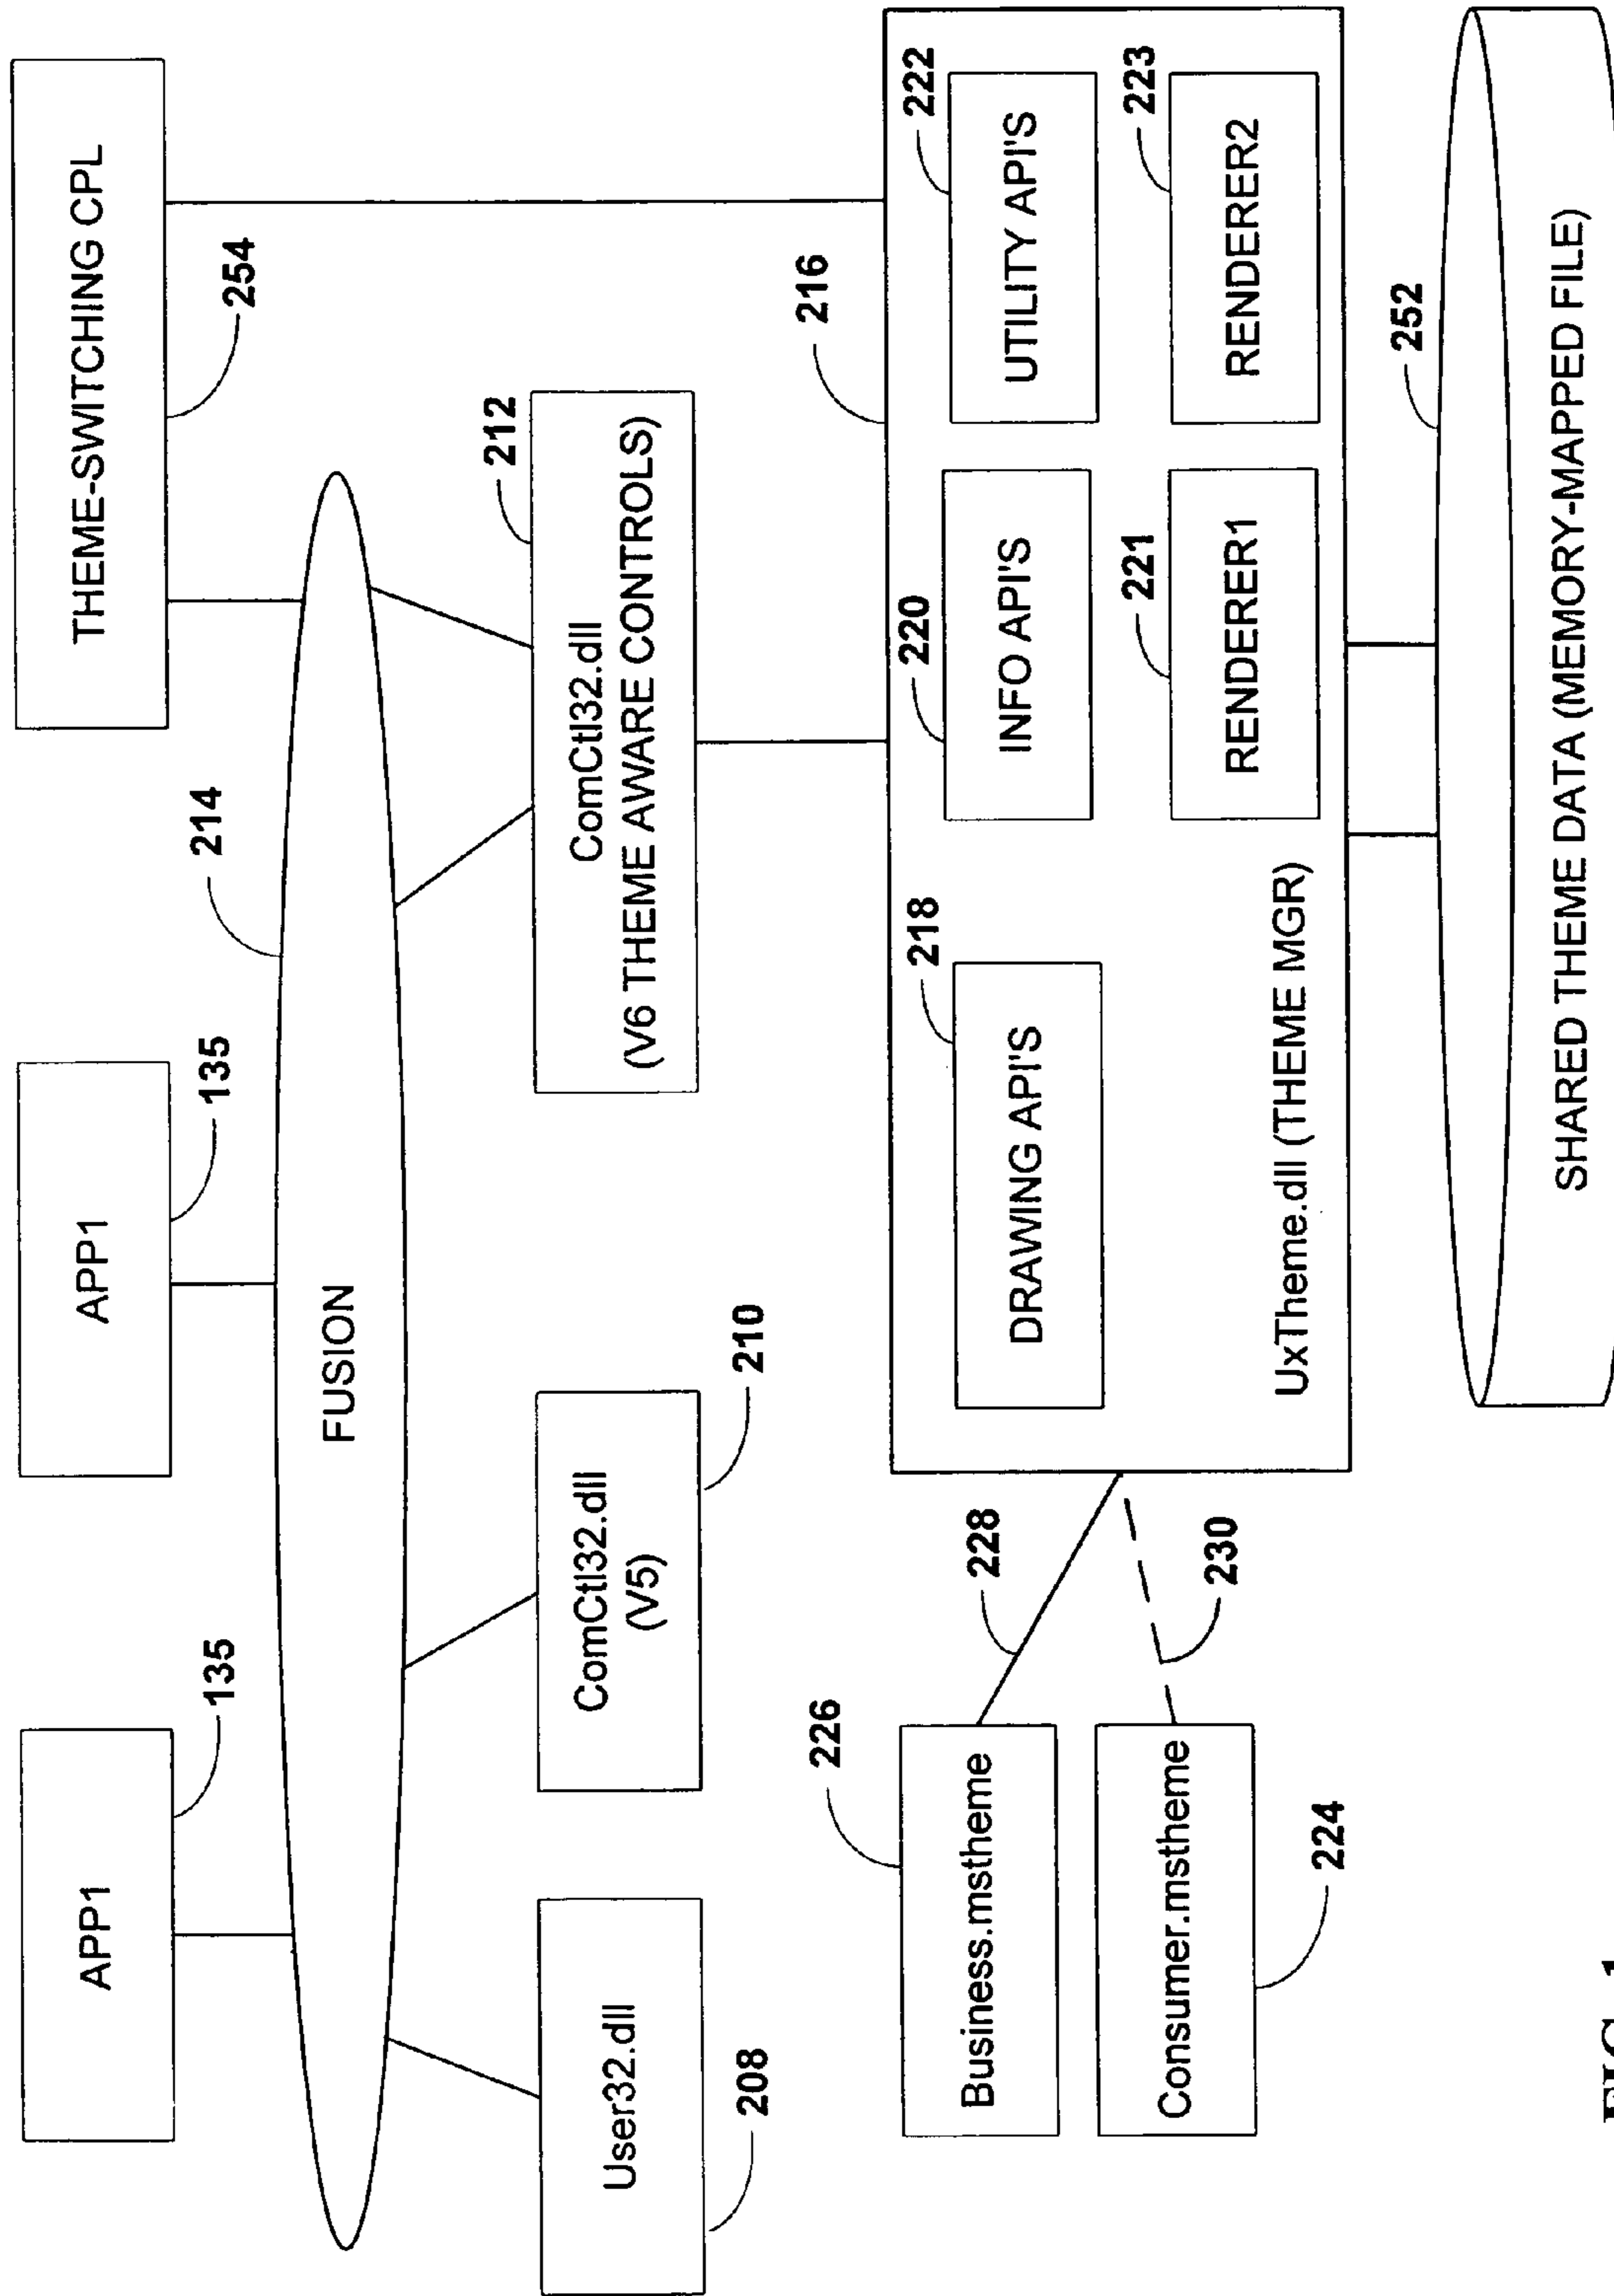 APP1
135
APP1
135
THEME-SWITCHING CPL
254
214
FUSION
User32.dll
208
ComCtl32.dll
(V5)
210
212
ComCtl32.dll
(V6 THEME AWARE CONTROLS)
216
226
Business.mstheme
228
Consumer.mstheme
224
230
218
DRAWING API'S
220
INFO API'S
222
UTILITY API'S
221
RENDERER1
223
RENDERER2
UxTheme.dll (THEME MGR)
252
SHARED THEME DATA (MEMORY-MAPPED FILE)